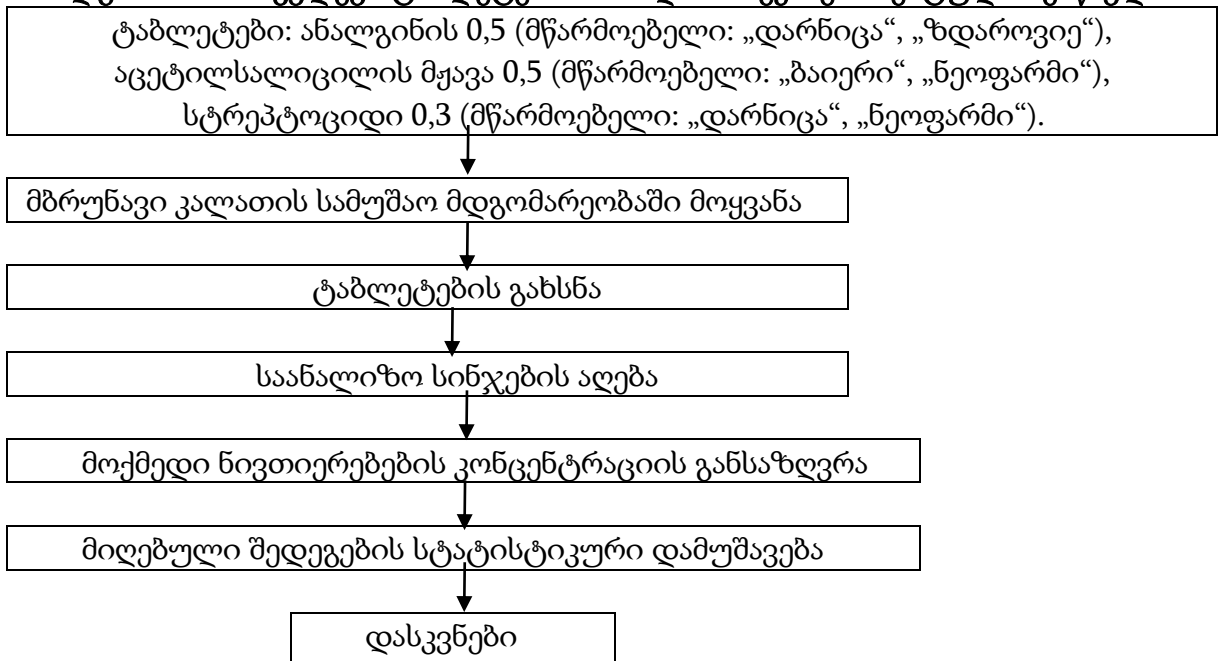 ტაბლეტები: ანალგინის 0,5 (მწარმოებელი: „დარნიცა“, „ზდაროვიე“),
აცეტილსალიცილის მჟავა 0,5 (მწარმოებელი: „ბაიერი“, „ნეოფარმი“),
სტრეპტოციდი 0,3 (მწარმოებელი: „დარნიცა“, „ნეოფარმი“).
მბრუნავი კალათის სამუშაო მდგომარეობაში მოყვანა
ტაბლეტების გახსნა
საანალიზო სინჯების აღება
მოქმედი ნივთიერებების კონცენტრაციის განსაზღვრა
მიღებული შედეგების სტატისტიკური დამუშავება
დასკვნები